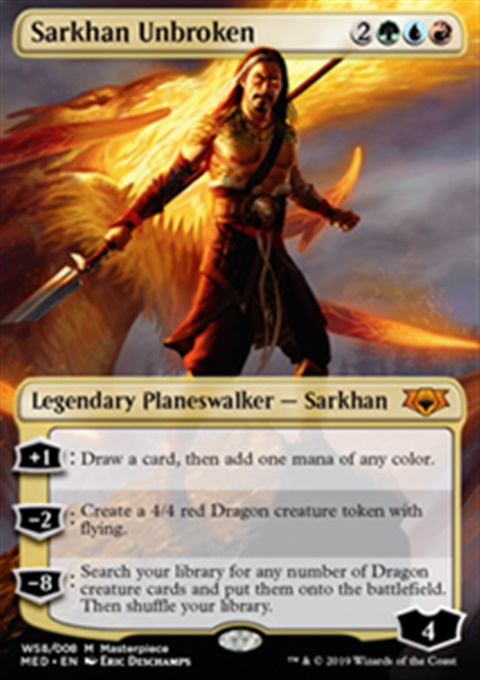 Sarkhan Unbroken 2
Legendary Planeswalker — Sarkhan
+1 : Draw a card, then add one mana of any color.
-2 : Create a 4/4 red Dragon creature token with
flying.
-8 : Search your library for any number of Dragon
creature cards and put them onto the battlefield.
Then shuffle your library.
4
WS8/008 M Masterpiece
MED • EN Eric Deschamps
™ & © 2019 Wizards of the Coast